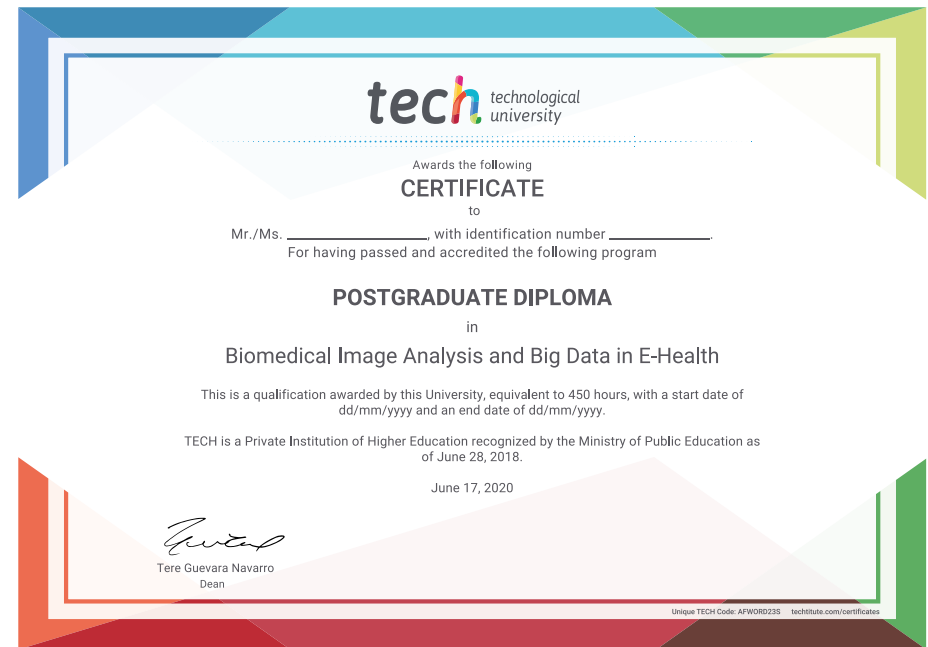 tech technological
university
Awards the following
CERTIFICATE
to
Mr./Ms. ____________________, with identification number ______________.
For having passed and accredited the following program
POSTGRADUATE DIPLOMA
in
Biomedical Image Analysis and Big Data in E-Health
This is a qualification awarded by this University, equivalent to 450 hours, with a start date of
dd/mm/yyyy and an end date of dd/mm/yyyy.
TECH is a Private Institution of Higher Education recognized by the Ministry of Public Education as
of June 28, 2018.
June 17, 2020
Tere Guevara Navarro
Dean
Unique TECH Code: AFWORD23S techtitute.com/certificates